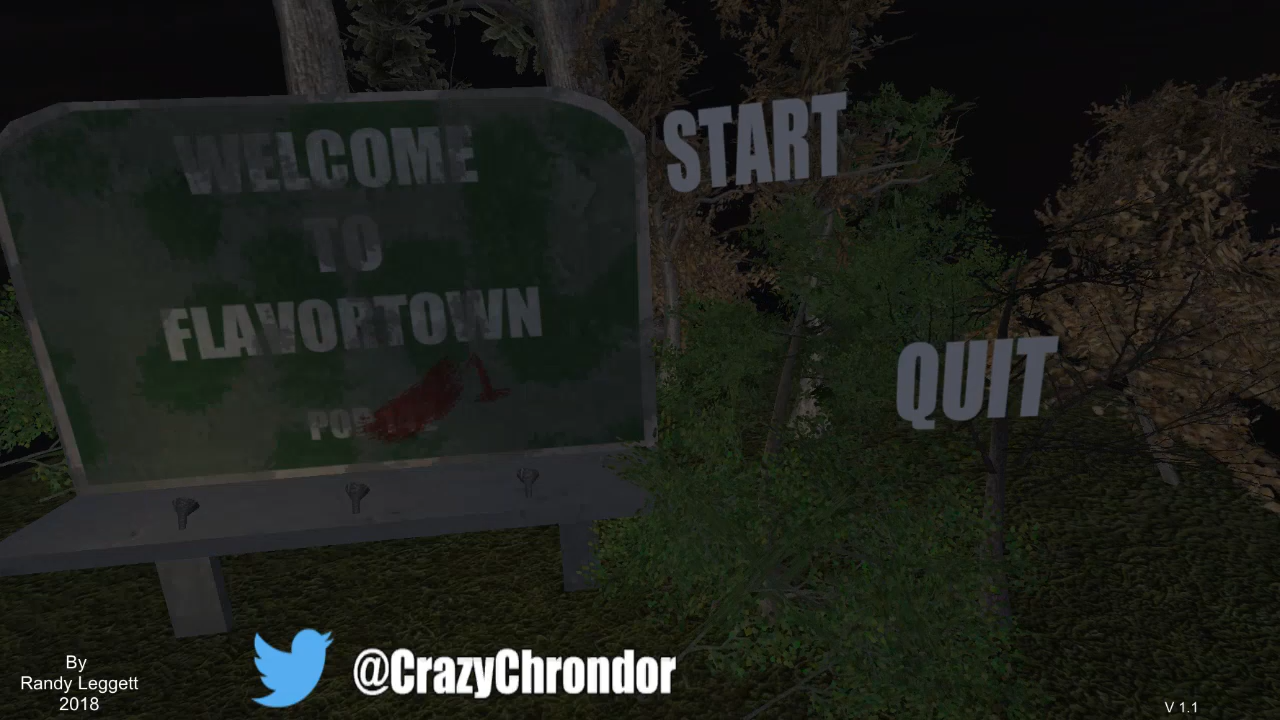 WELCOME
TO
FLAVORTOWN
START
QUIT
By
Randy Leggett
2018
@CrazyChrondor
V 1.1